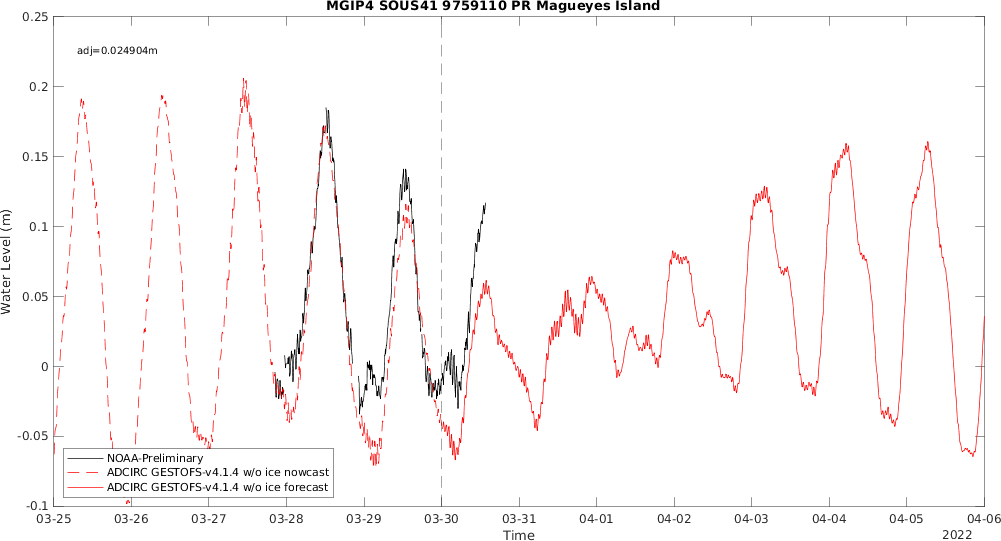 MGIP4 SOUS41 9759110 PR Magueyes Island
adj=0.024904m
Water Level (m)
0.25
0.2
0.15
0.1
0.05
0
-0.05
-0.1
NOAA-Preliminary
ADCIRC GESTOFS-v4.1.4 w/o ice nowcast
ADCIRC GESTOFS-v4.1.4 w/o ice forecast
03-25 03-26 03-27 03-28 03-29 03-30 03-31 04-01 04-02 04-03 04-04 04-05 04-06
Time
2022